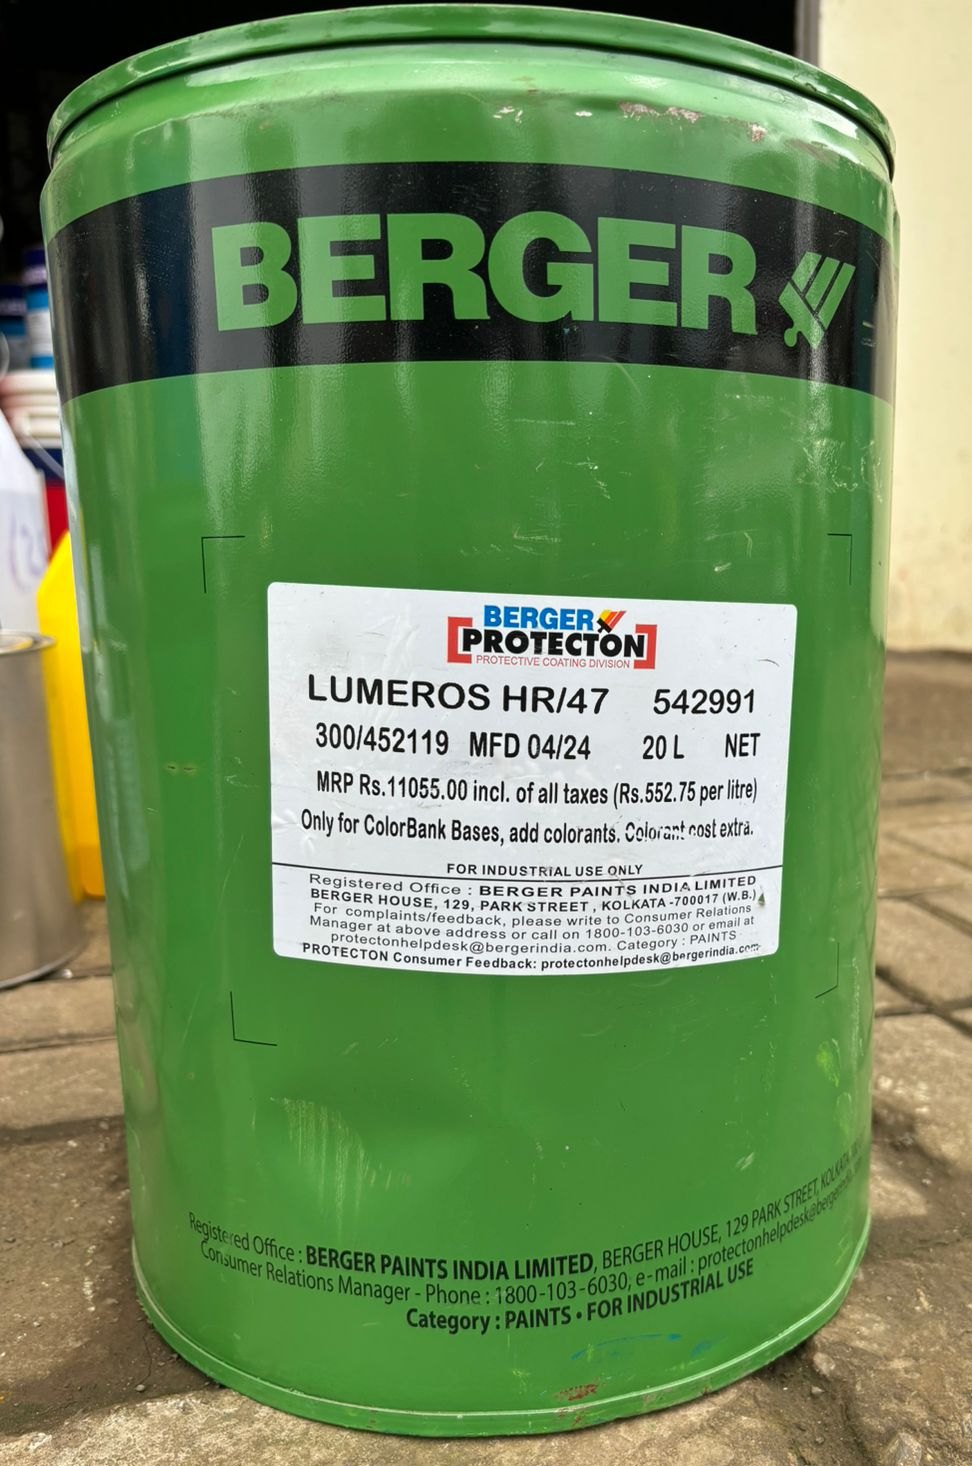 BERGER
BERGER
PROTECTON
PROTECTIVE COATING DIVISION
LUMEROS HR/47 542991
300/452119 MFD 04/24 20 L NET
MRP Rs.11055.00 incl. of all taxes (Rs.552.75 per litre)
Only for ColorBank Bases, add colorants. Colorant cost extra.
FOR INDUSTRIAL USE ONLY
Registered Office : BERGER PAINTS INDIA LIMITED
BERGER HOUSE, 129, PARK STREET , KOLKATA -700017 (W.B.)
For complaints/feedback, please write to Consumer Relations
Manager at above address or call on 1800-103-6030 or email at
protectonhelpdesk@bergerindia.com. Category : PAINTS
PROTECTON Consumer Feedback: protectonhelpdesk@bergerindia.com
Registered Office : BERGER PAINTS INDIA LIMITED, BERGER HOUSE, 129 PARK STREET,
Consumer Relations Manager - Phone : 1800-103-6030, e-mail :
Category : PAINTS • FOR INDUSTRIAL USE